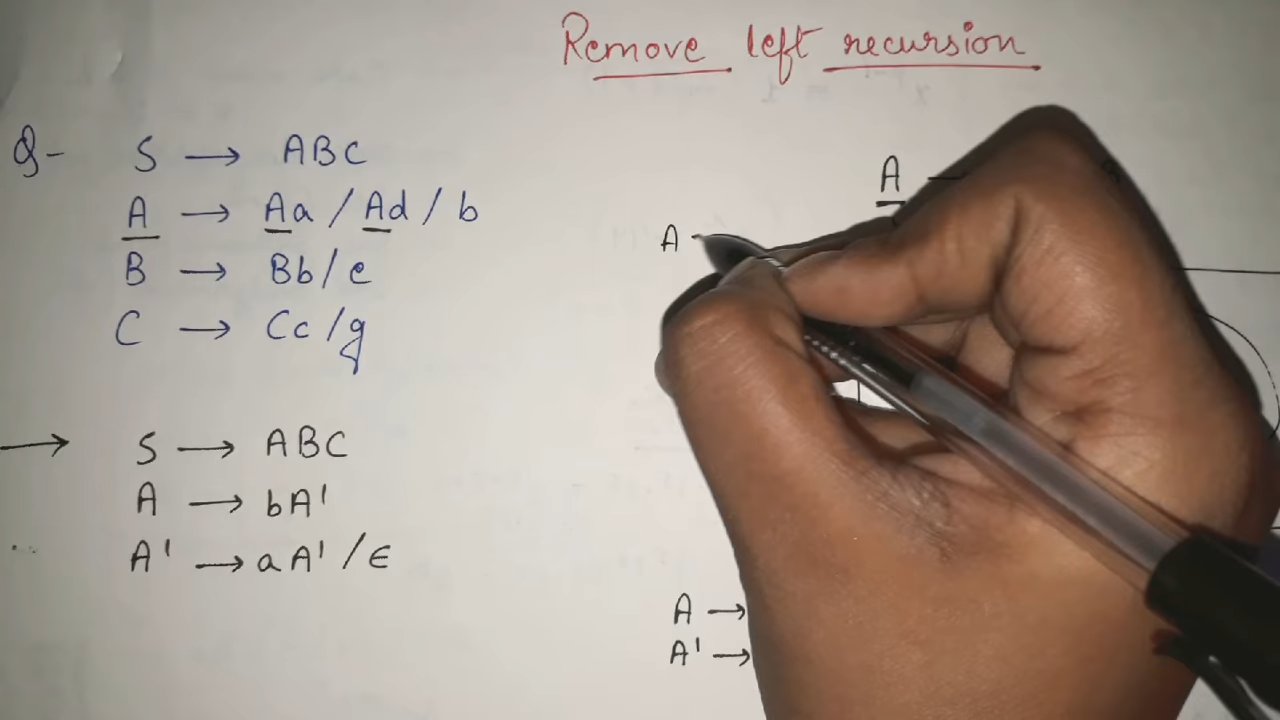 Remove left recursion
Q- S → ABC
A → Aa / Ad / b
B → Bb / e
C → Cc / g
→ S → ABC
A → bA'
A' → aA' / ϵ
A
A
A →
A' →